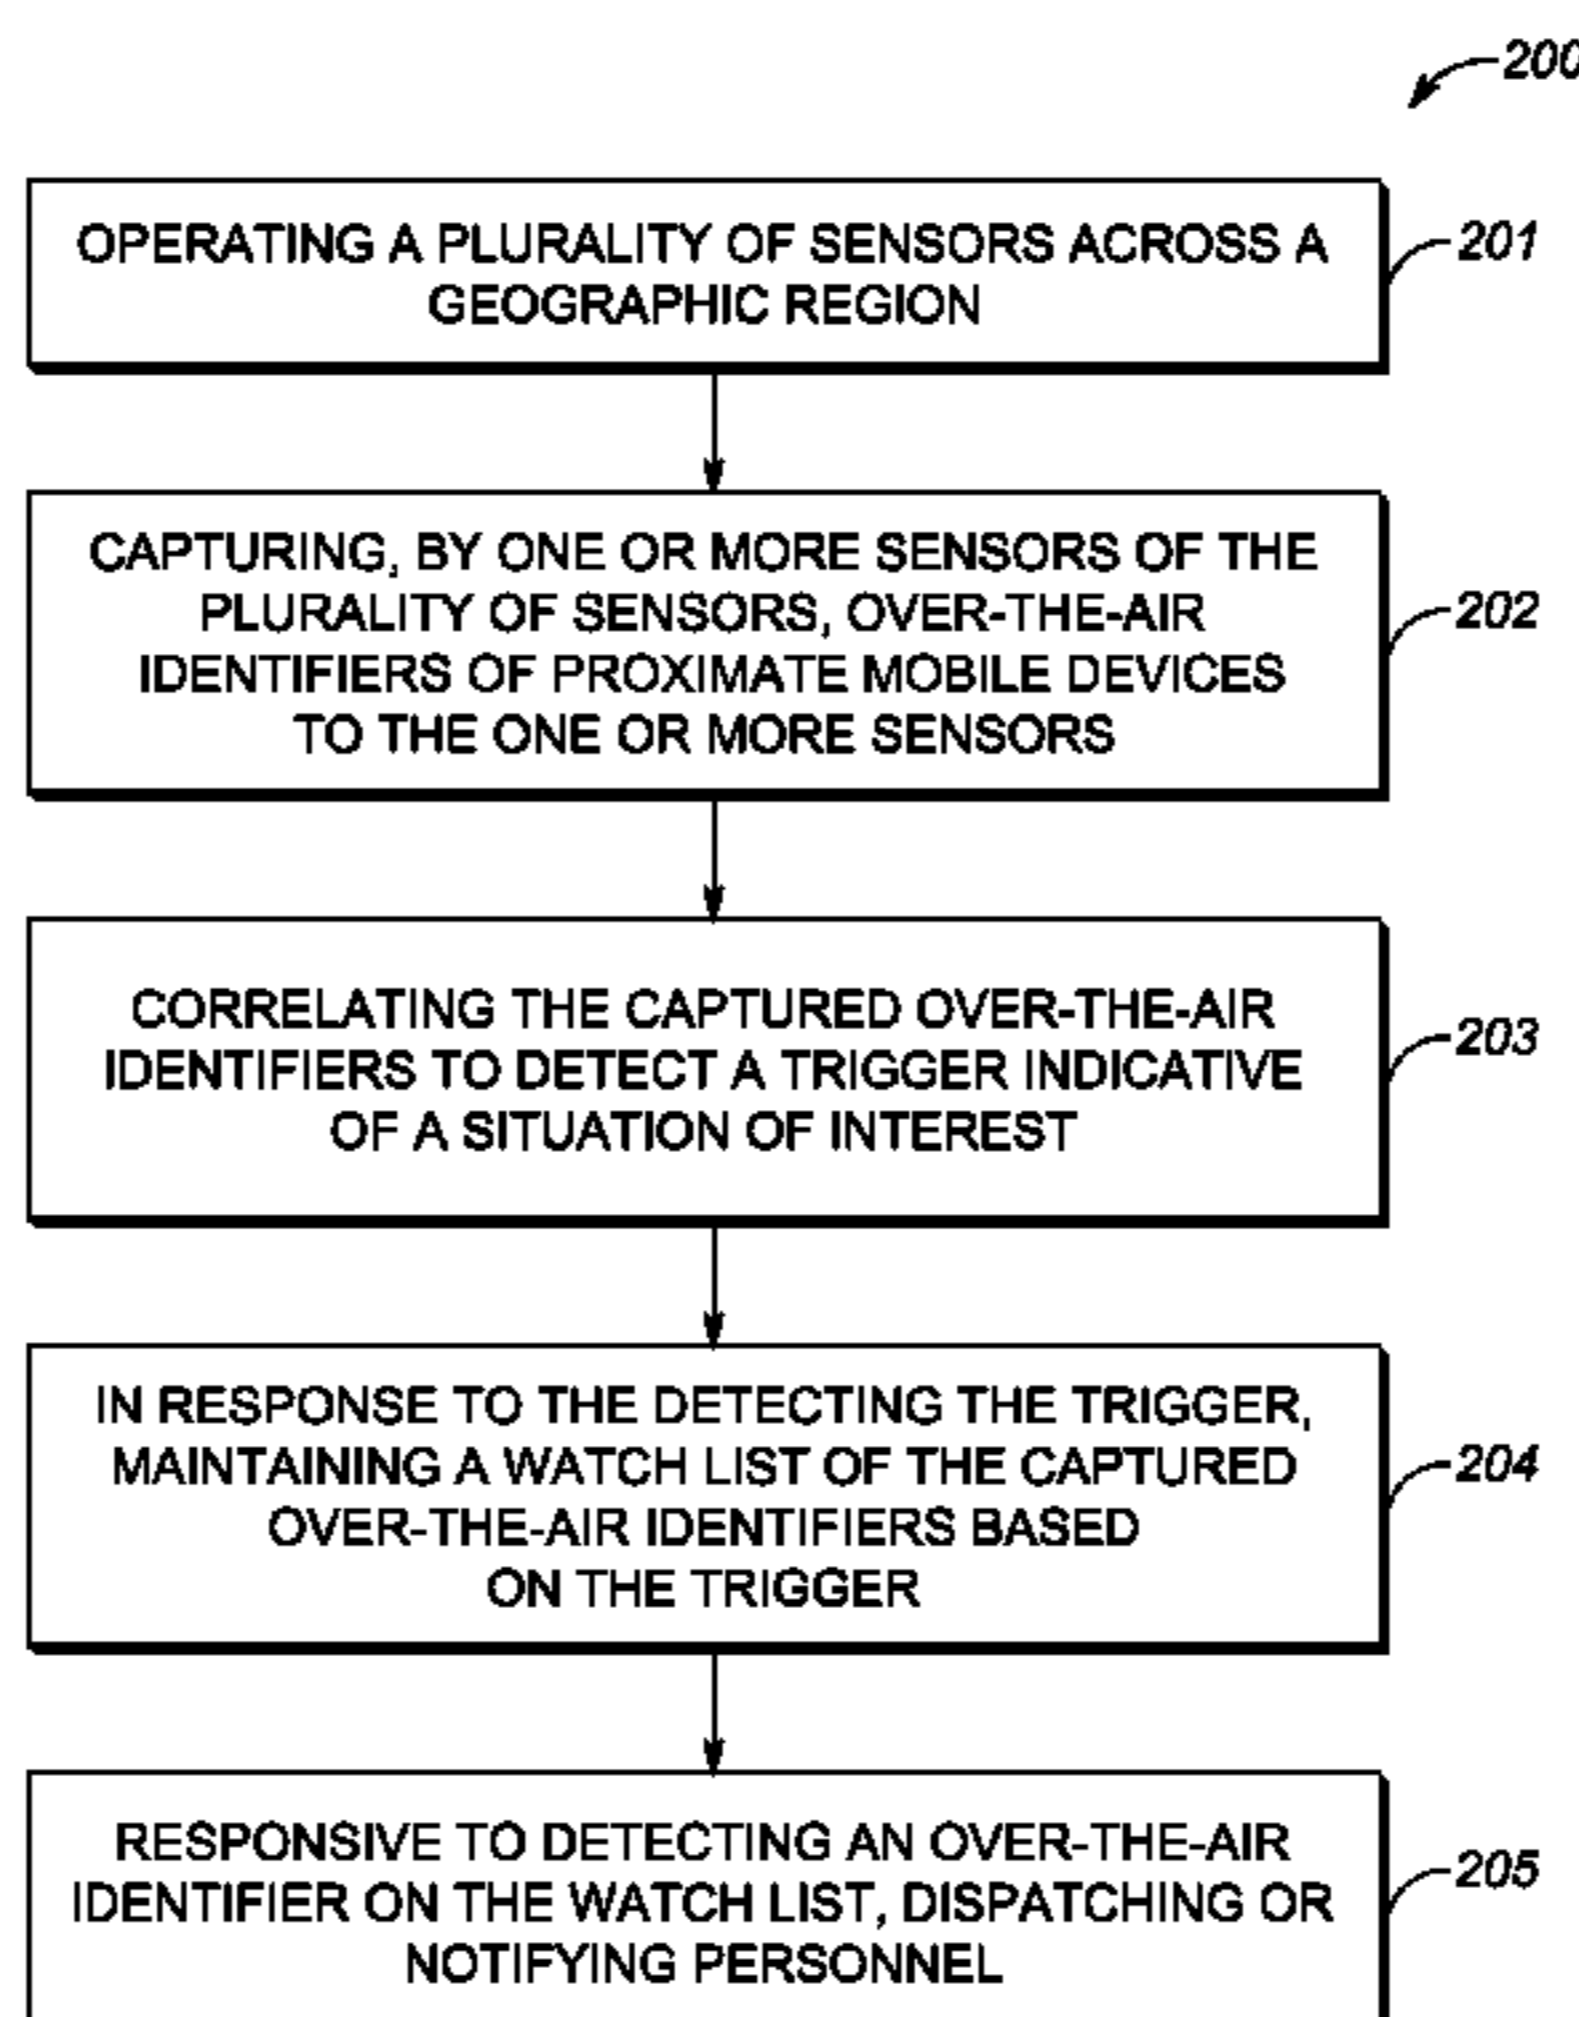 200
OPERATING A PLURALITY OF SENSORS ACROSS A
GEOGRAPHIC REGION
201
CAPTURING, BY ONE OR MORE SENSORS OF THE
PLURALITY OF SENSORS, OVER-THE-AIR
IDENTIFIERS OF PROXIMATE MOBILE DEVICES
TO THE ONE OR MORE SENSORS
202
CORRELATING THE CAPTURED OVER-THE-AIR
IDENTIFIERS TO DETECT A TRIGGER INDICATIVE
OF A SITUATION OF INTEREST
203
IN RESPONSE TO THE DETECTING THE TRIGGER,
MAINTAINING A WATCH LIST OF THE CAPTURED
OVER-THE-AIR IDENTIFIERS BASED
ON THE TRIGGER
204
RESPONSIVE TO DETECTING AN OVER-THE-AIR
IDENTIFIER ON THE WATCH LIST, DISPATCHING OR
NOTIFYING PERSONNEL
205